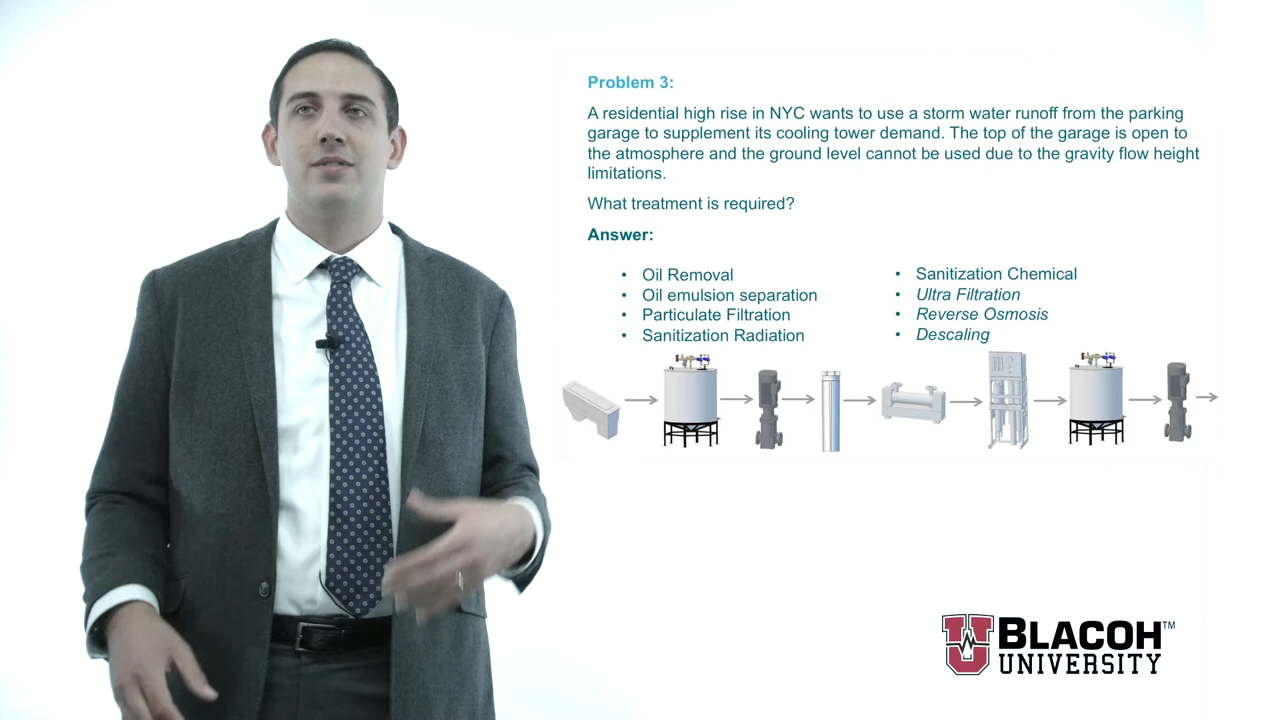 Problem 3:
A residential high rise in NYC wants to use a storm water runoff from the parking
garage to supplement its cooling tower demand. The top of the garage is open to
the atmosphere and the ground level cannot be used due to the gravity flow height
limitations.
What treatment is required?
Answer:
• Oil Removal
• Oil emulsion separation
• Particulate Filtration
• Sanitization Radiation
• Sanitization Chemical
• Ultra Filtration
• Reverse Osmosis
• Descaling
U BLACOH™
UNIVERSITY